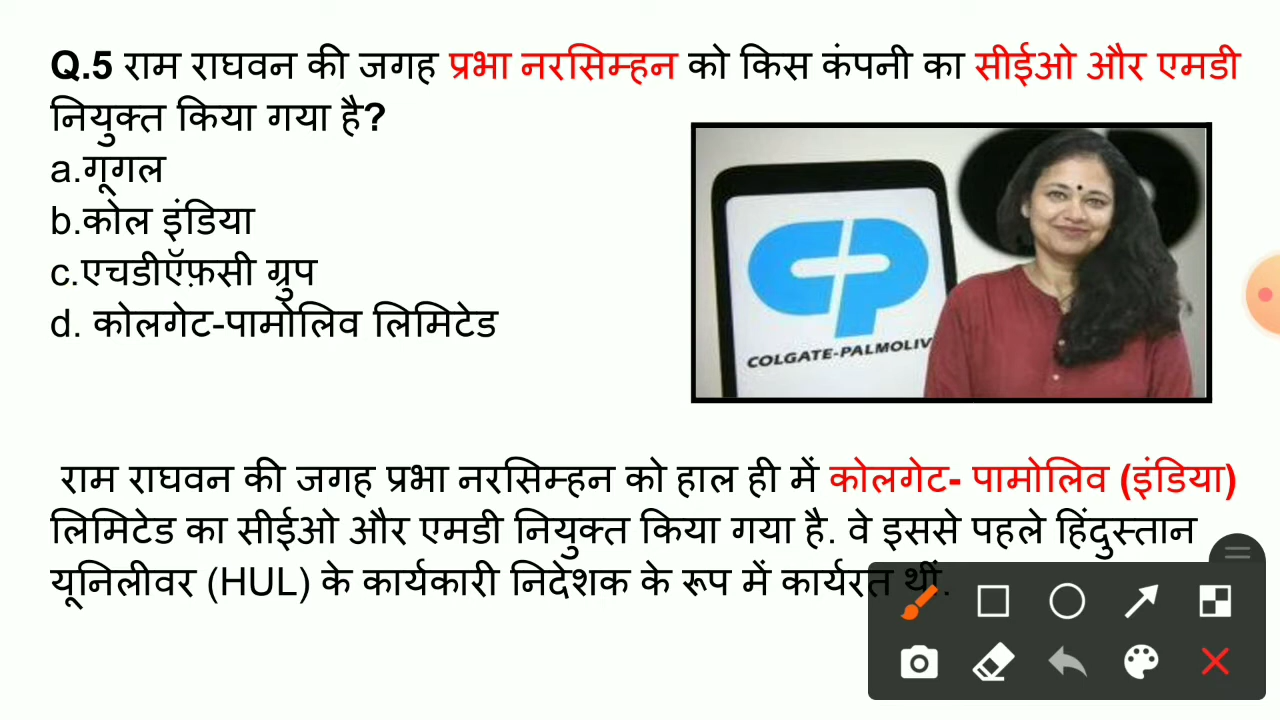 Q.5 राम राघवन की जगह प्रभा नरसिम्हन को किस कंपनी का सीईओ और एमडी
नियुक्त किया गया है?
a.गूगल
b.कोल इंडिया
c.एचडीएॅफ़सी ग्रुप
d. कोलगेट-पामोलिव लिमिटेड
COLGATE-PALMOLIV
राम राघवन की जगह प्रभा नरसिम्हन को हाल ही में कोलगेट- पामोलिव (इंडिया)
लिमिटेड का सीईओ और एमडी नियुक्त किया गया है. वे इससे पहले हिंदुस्तान
यूनिलीवर (HUL) के कार्यकारी निदेशक के रूप में कार्यरत थीं.